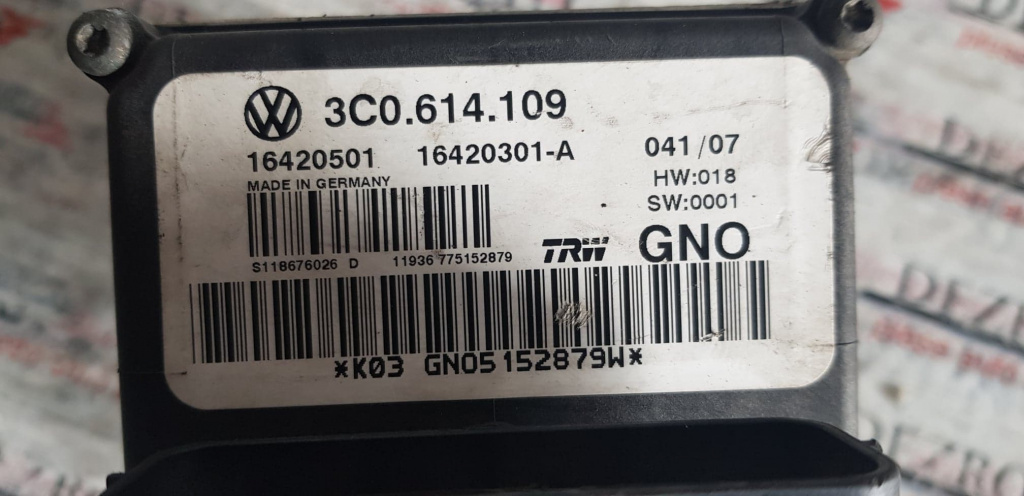 3C0.614.109
16420501 16420301-A 041/07
MADE IN GERMANY HW:018
SW:0001
S118676026 D 11936 775152879 TRW GNO
*K03 GNO5152879W*